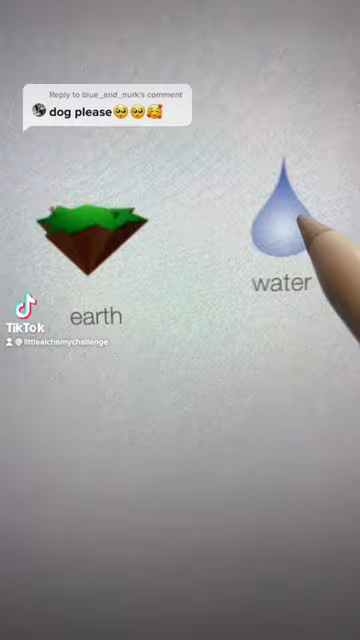 Reply to blue_and_nurk's comment
dog please🥺🥺🥰
water
earth
TikTok
@littlealchemychallenge